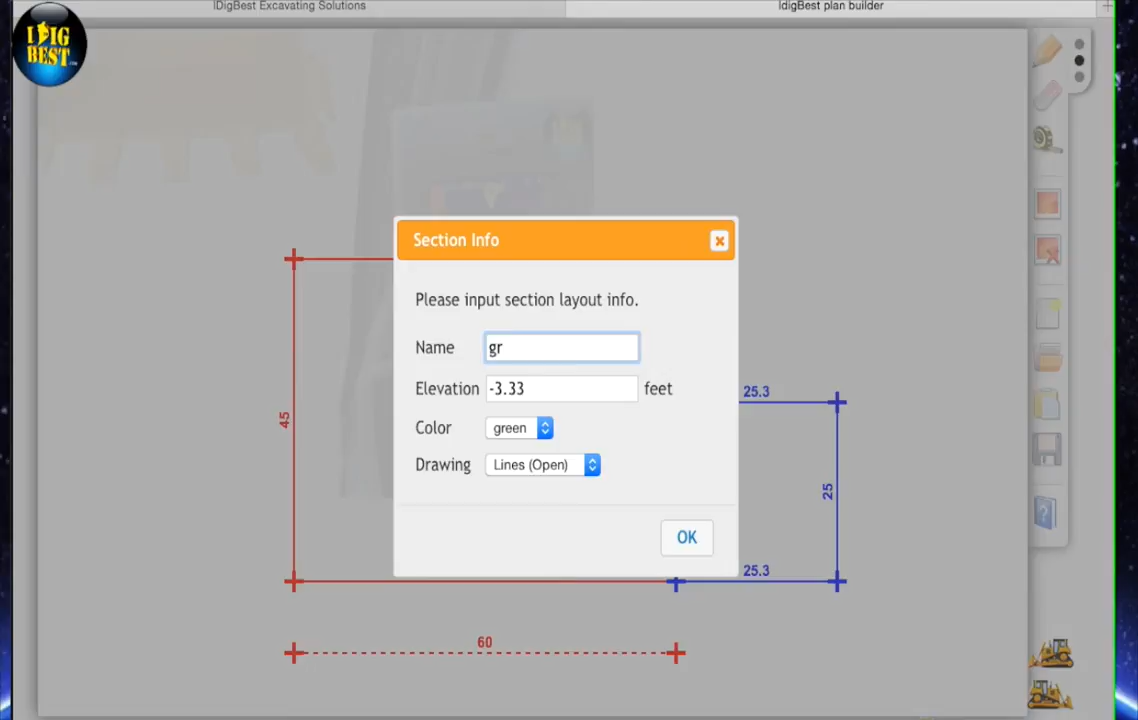 IDigBest Excavating Solutions
IdigBest plan builder
I DIG
BEST.com
Section Info
Please input section layout info.
Name gr
Elevation -3.33 feet
Color green
Drawing Lines (Open)
OK
45
25.3
25
25.3
60